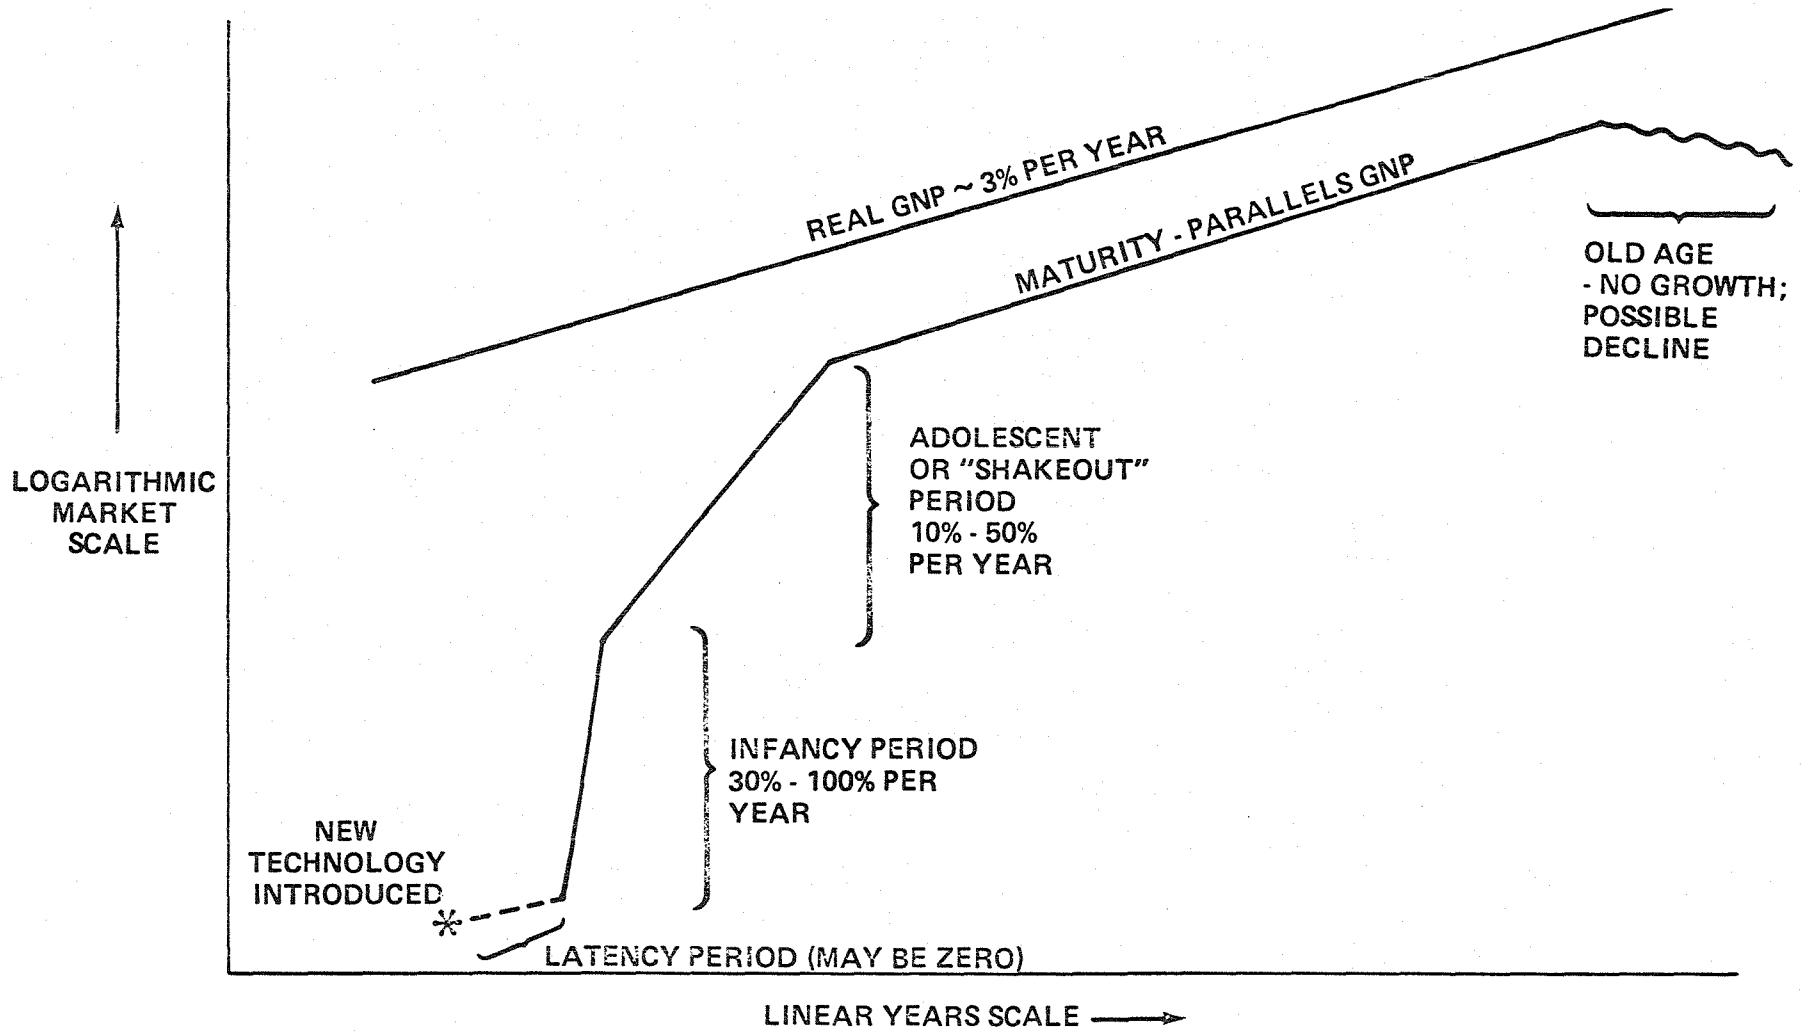 REAL GNP ~ 3% PER YEAR
MATURITY - PARALLELS GNP
OLD AGE
- NO GROWTH;
POSSIBLE
DECLINE
ADOLESCENT
OR "SHAKEOUT"
PERIOD
10% - 50%
PER YEAR
LOGARITHMIC
MARKET
SCALE
INFANCY PERIOD
30% - 100% PER
YEAR
NEW
TECHNOLOGY
INTRODUCED
LATENCY PERIOD (MAY BE ZERO)
LINEAR YEARS SCALE